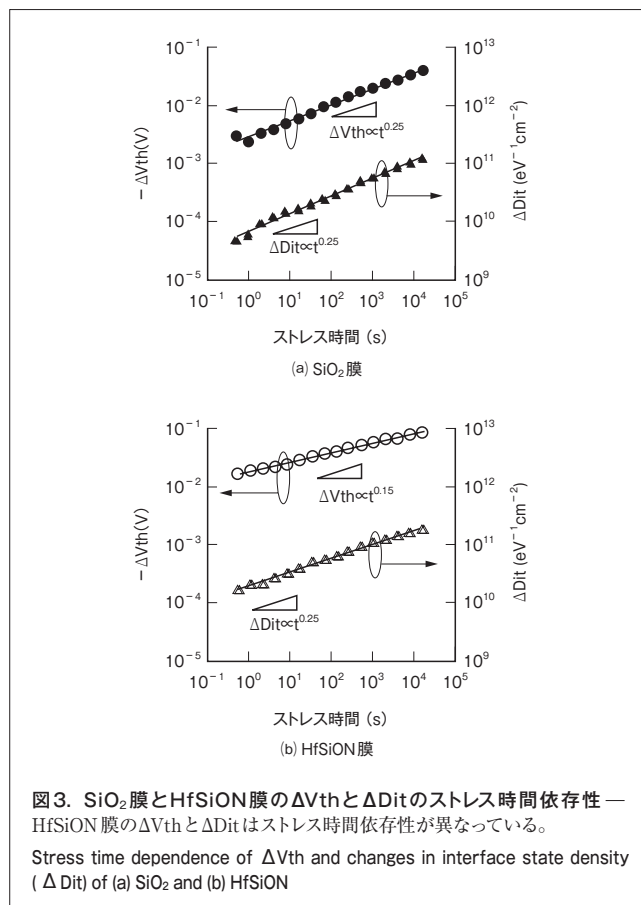 10⁻¹
10⁻²
10⁻³
10⁻⁴
10⁻⁵
−ΔVth(V)
10¹³
10¹²
10¹¹
10¹⁰
10⁹
ΔDit (eV⁻¹cm⁻²)
ΔVth∝t⁰·²⁵
ΔDit∝t⁰·²⁵
10⁻¹ 10⁰ 10¹ 10² 10³ 10⁴ 10⁵
ストレス時間 (s)
(a) SiO₂膜
10⁻¹
10⁻²
10⁻³
10⁻⁴
10⁻⁵
−ΔVth(V)
10¹³
10¹²
10¹¹
10¹⁰
10⁹
ΔDit (eV⁻¹cm⁻²)
ΔVth∝t⁰·¹⁵
ΔDit∝t⁰·²⁵
10⁻¹ 10⁰ 10¹ 10² 10³ 10⁴ 10⁵
ストレス時間 (s)
(b) HfSiON膜
図3. SiO₂膜とHfSiON膜のΔVthとΔDitのストレス時間依存性 —
HfSiON膜のΔVthとΔDitはストレス時間依存性が異なっている。
Stress time dependence of ΔVth and changes in interface state density
(ΔDit) of (a) SiO₂ and (b) HfSiON